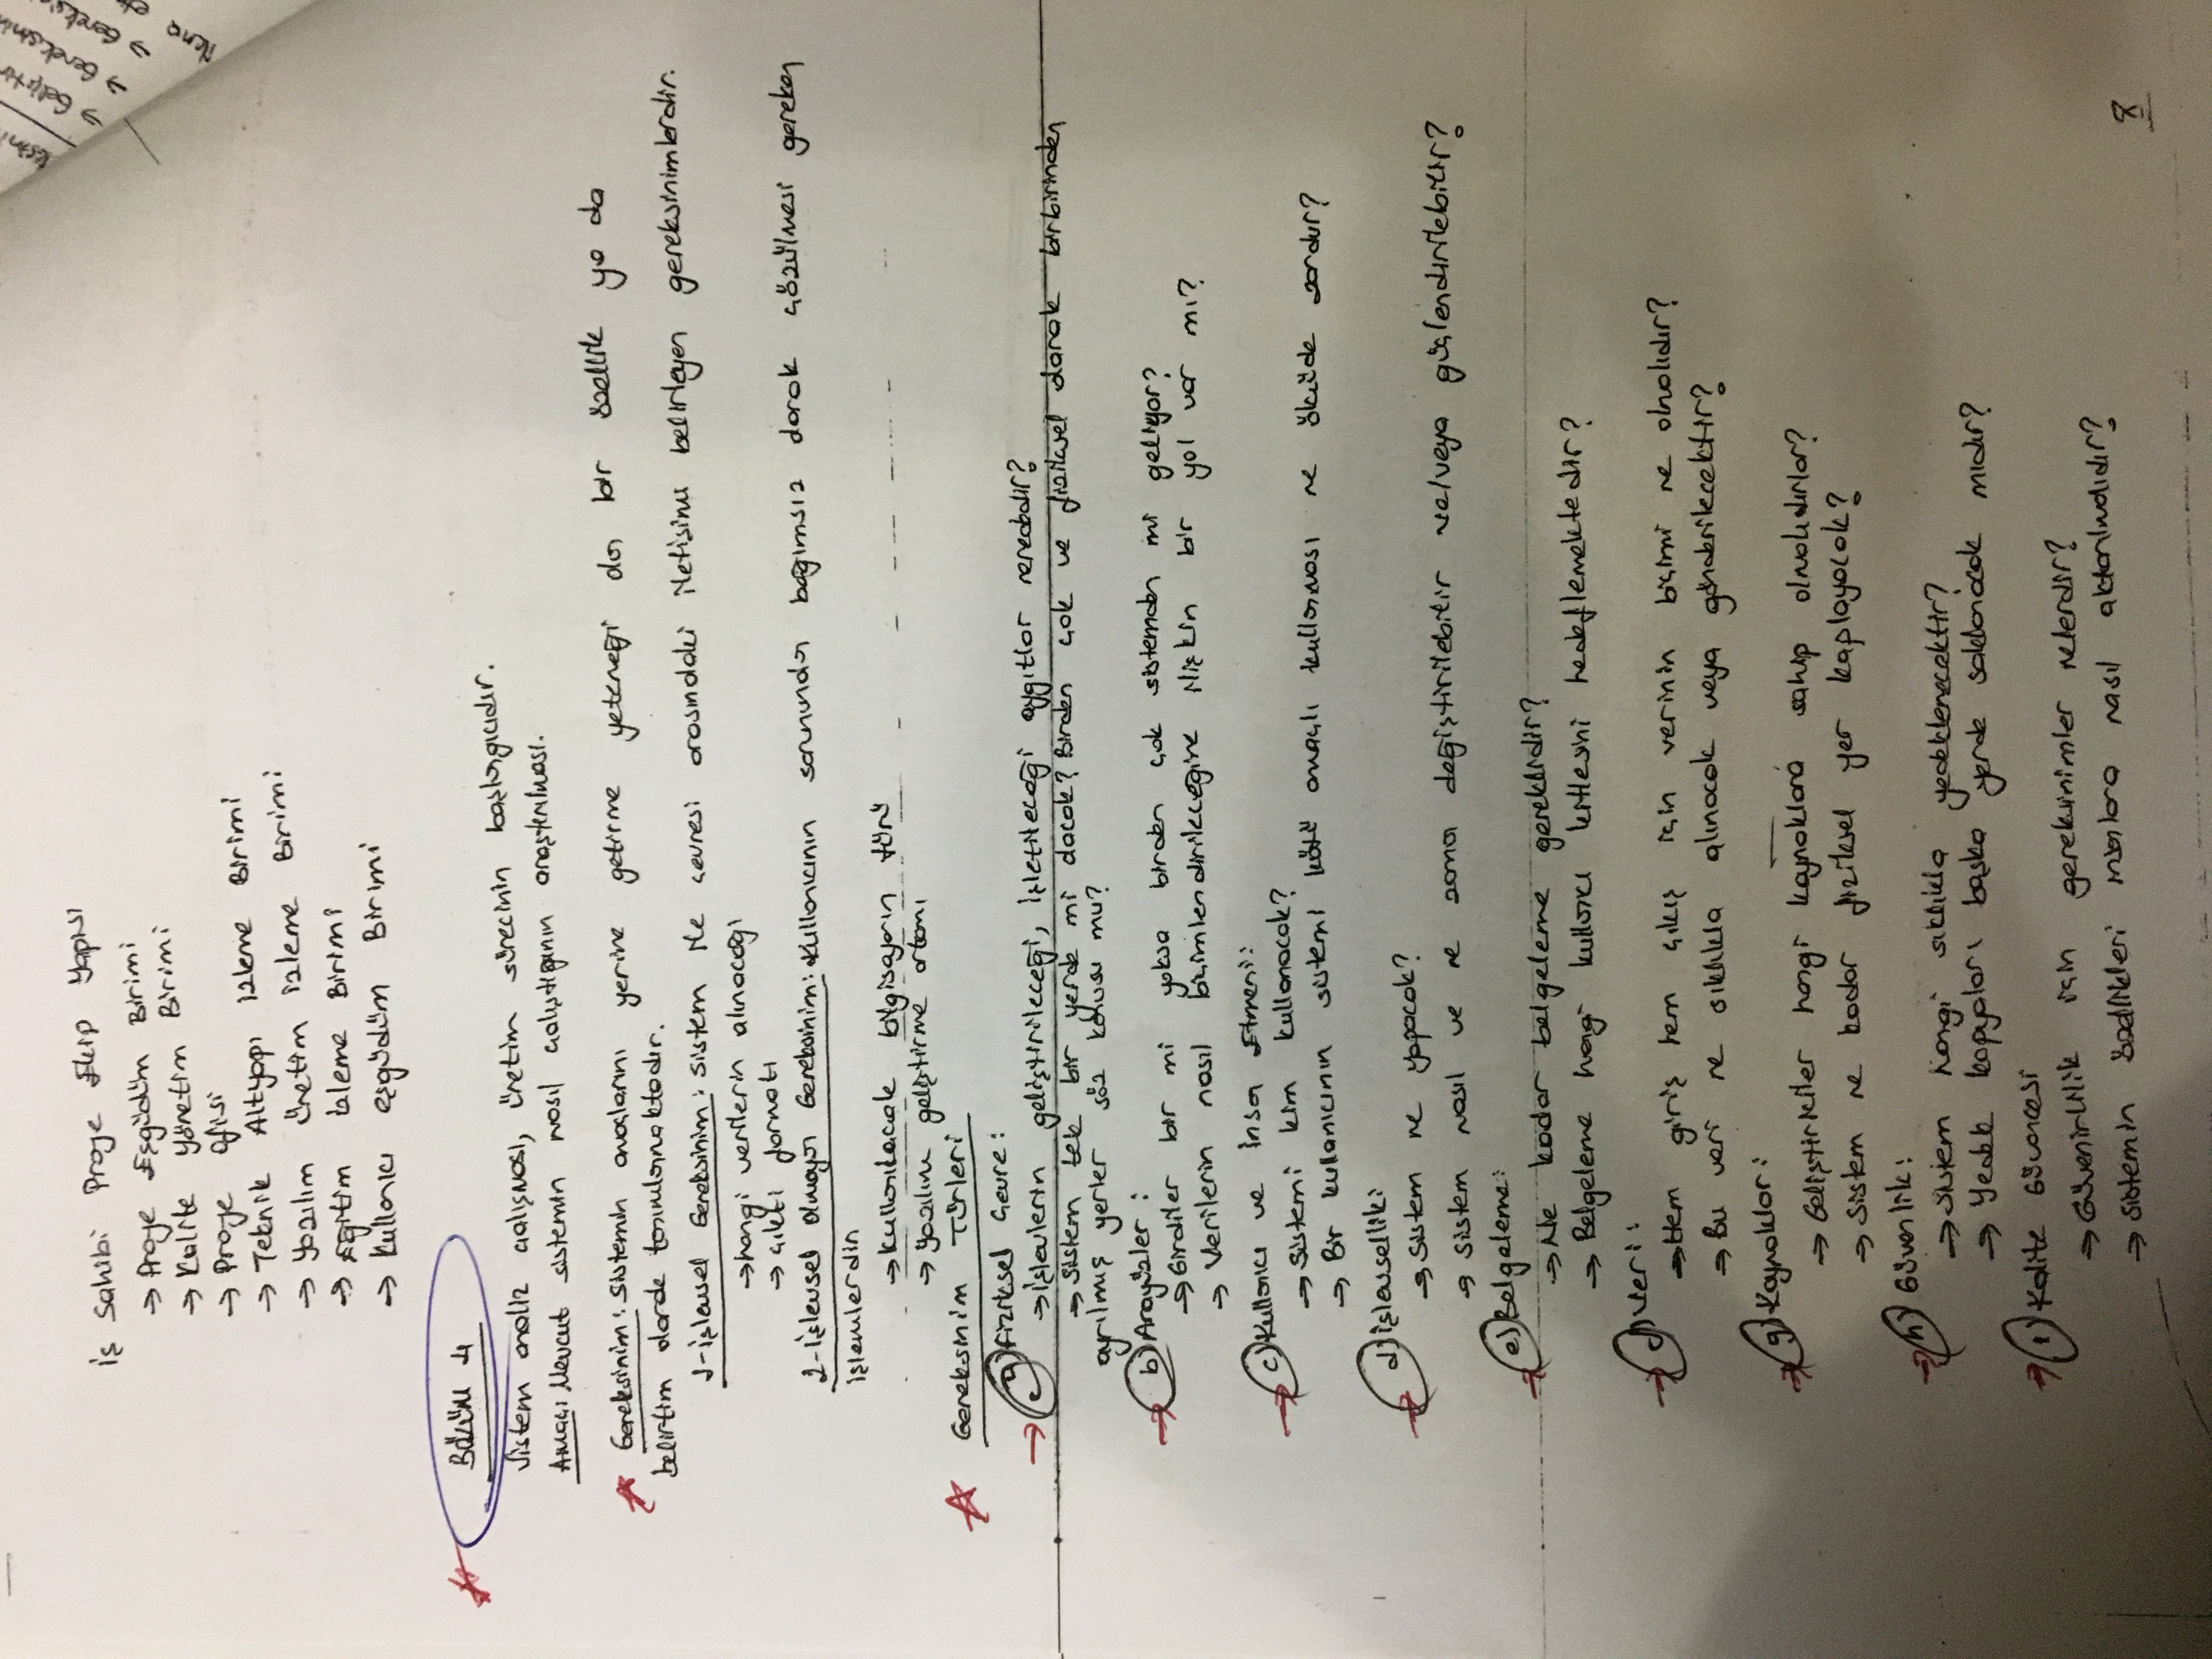 İş Sahibi Proje Ekip Yapısı
→ Proje Eşgüdüm Birimi
→ Kalite Yönetim Birimi
→ Proje Ofisi
→ Teknik Altyapı izleme Birimi
→ Yazılım üretim izleme Birimi
→ Eğitim izleme Birimi
→ Kullanıcı eşgüdüm Birimi
BÖLÜM 4
Sistem analiz çalışması, üretim sürecinin başlangıcıdır.
Amaç: Mevcut sistemin nasıl çalıştığının araştırılması.
Gereksinim: Sistemin amaçlarını yerine getirme yeteneği olan bir özellik ya da
belirtim olarak tanımlanmaktadır.
1-İşlevsel Gereksinim: Sistem ile çevresi arasındaki iletişimi belirleyen gereksinimlerdir.
→ hangi verilerin alınacağı
→ çıktı formatı
2-İşlevsel Olmayan Gereksinim: Kullanıcının sorunundan bağımsız olarak çözülmesi gereken
işlemlerdin
→ kullanılacak bilgisayarın türü
→ yazılım geliştirme ortamı
Gereksinim Türleri
a) Fiziksel Çevre:
→ işlevlerin geliştirileceği, işletileceği aygıtlar nerededir?
→ Sistem tek bir yerde mi olacak? Birden çok ve fiziksel olarak birbirinden
ayrılmış yerler söz konusu mu?
b) Arayüzler :
→ Girdiler bir mi yoksa birden çok sistemden mi geliyor?
→ Verilerin nasıl biçimlendirileceğine ilişkin bir yol var mı?
c) Kullanıcı ve İnsan Etmeni:
→ Sistemi kim kullanacak?
→ Bir kullanıcının sistemi kötü amaçlı kullanması ne ölçüde zordur?
d) İşlevsellik:
→ Sistem ne yapacak?
→ Sistem nasıl ve ne zaman değiştirilebilir ve/veya güçlendirilebilir?
e) Belgeleme:
→ Ne kadar belgeleme gereklidir?
→ Belgeleme hangi kullanıcı kitlesini hedeflemektedir?
f) Veri:
→ Hem giriş hem çıkış için verinin biçimi ne olmalıdır?
→ Bu veri ne sıklıkla alınacak veya gönderilecektir?
g) Kaynaklar:
→ Geliştiriciler hangi kaynaklara sahip olmalıdırlar?
→ Sistem ne kadar fiziksel yer kaplayacak?
h) Güvenlik:
→ Sistem hangi sıklıkla yedeklenecektir?
→ Yedek kopyaları başka yerde saklanacak mıdır?
ı) Kalite Güvencesi
→ Güvenirlilik için gereksinimler nelerdir?
→ Sistemin özellikleri insanlara nasıl aktarılmalıdır?
8
→ Geliştir
→ Gereksinim
→ Gereksi